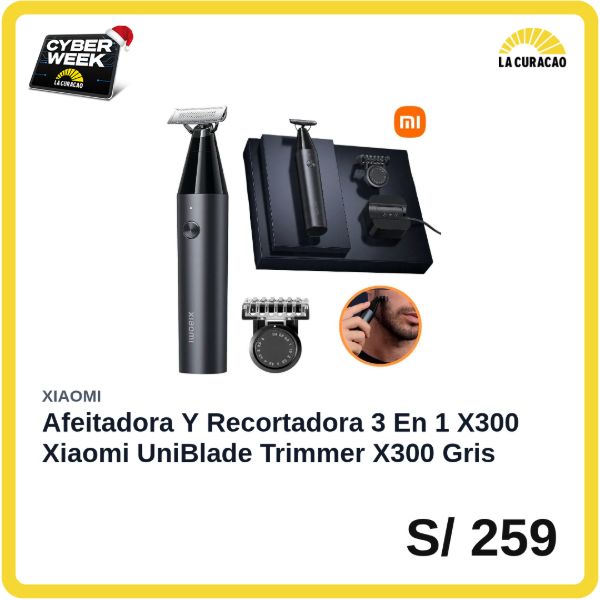 CYBER
WEEK
LA CURACAO
LA CURACAO
mi
xiaomi
XIAOMI
Afeitadora Y Recortadora 3 En 1 X300
Xiaomi UniBlade Trimmer X300 Gris
S/ 259